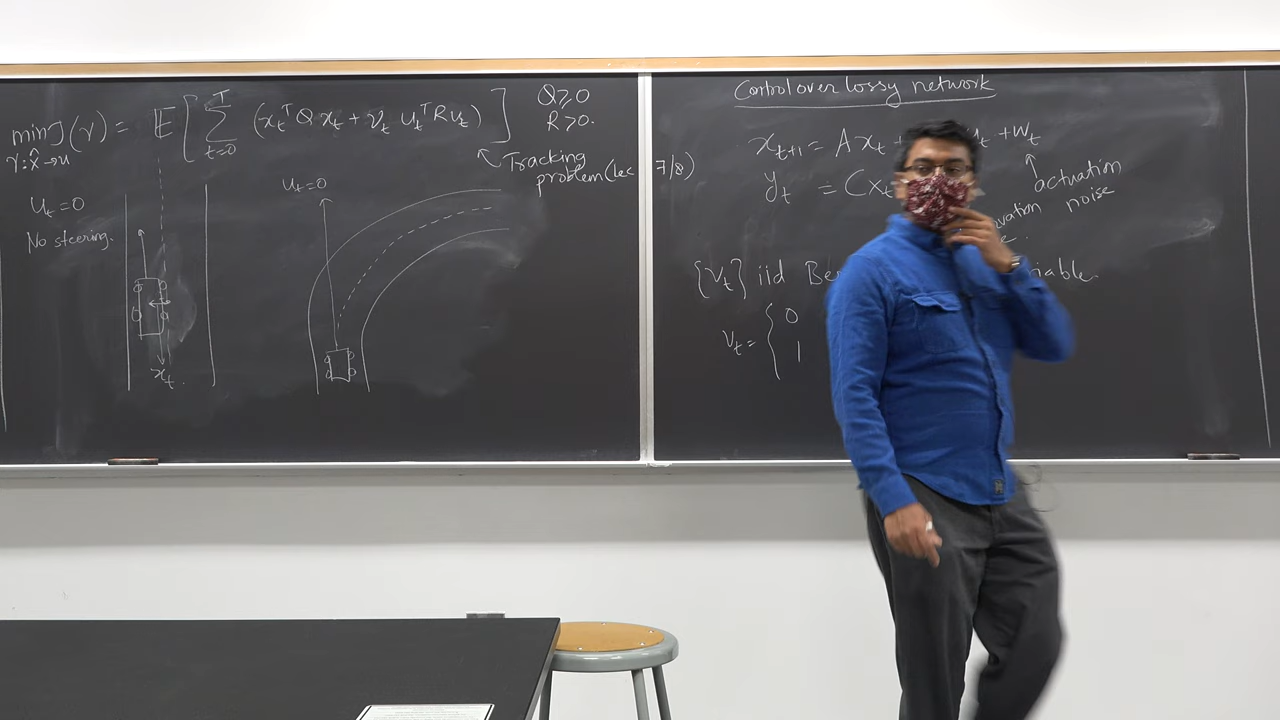 min J(γ) = E[ Σ_{t=0}^{T} (x_t^T Q x_t + ν_t u_t^T R u_t) ]
γ: x̂ → u
Q ⩾ 0
R > 0.
Tracking
problem (lec 7/8)
u_t = 0
No steering.
x_t
u_t = 0
Control over lossy network
x_{t+1} = A x_t + u_t + w_t
y_t = C x_t
actuation
noise
{ν_t} iid
ν_t = { 0
1